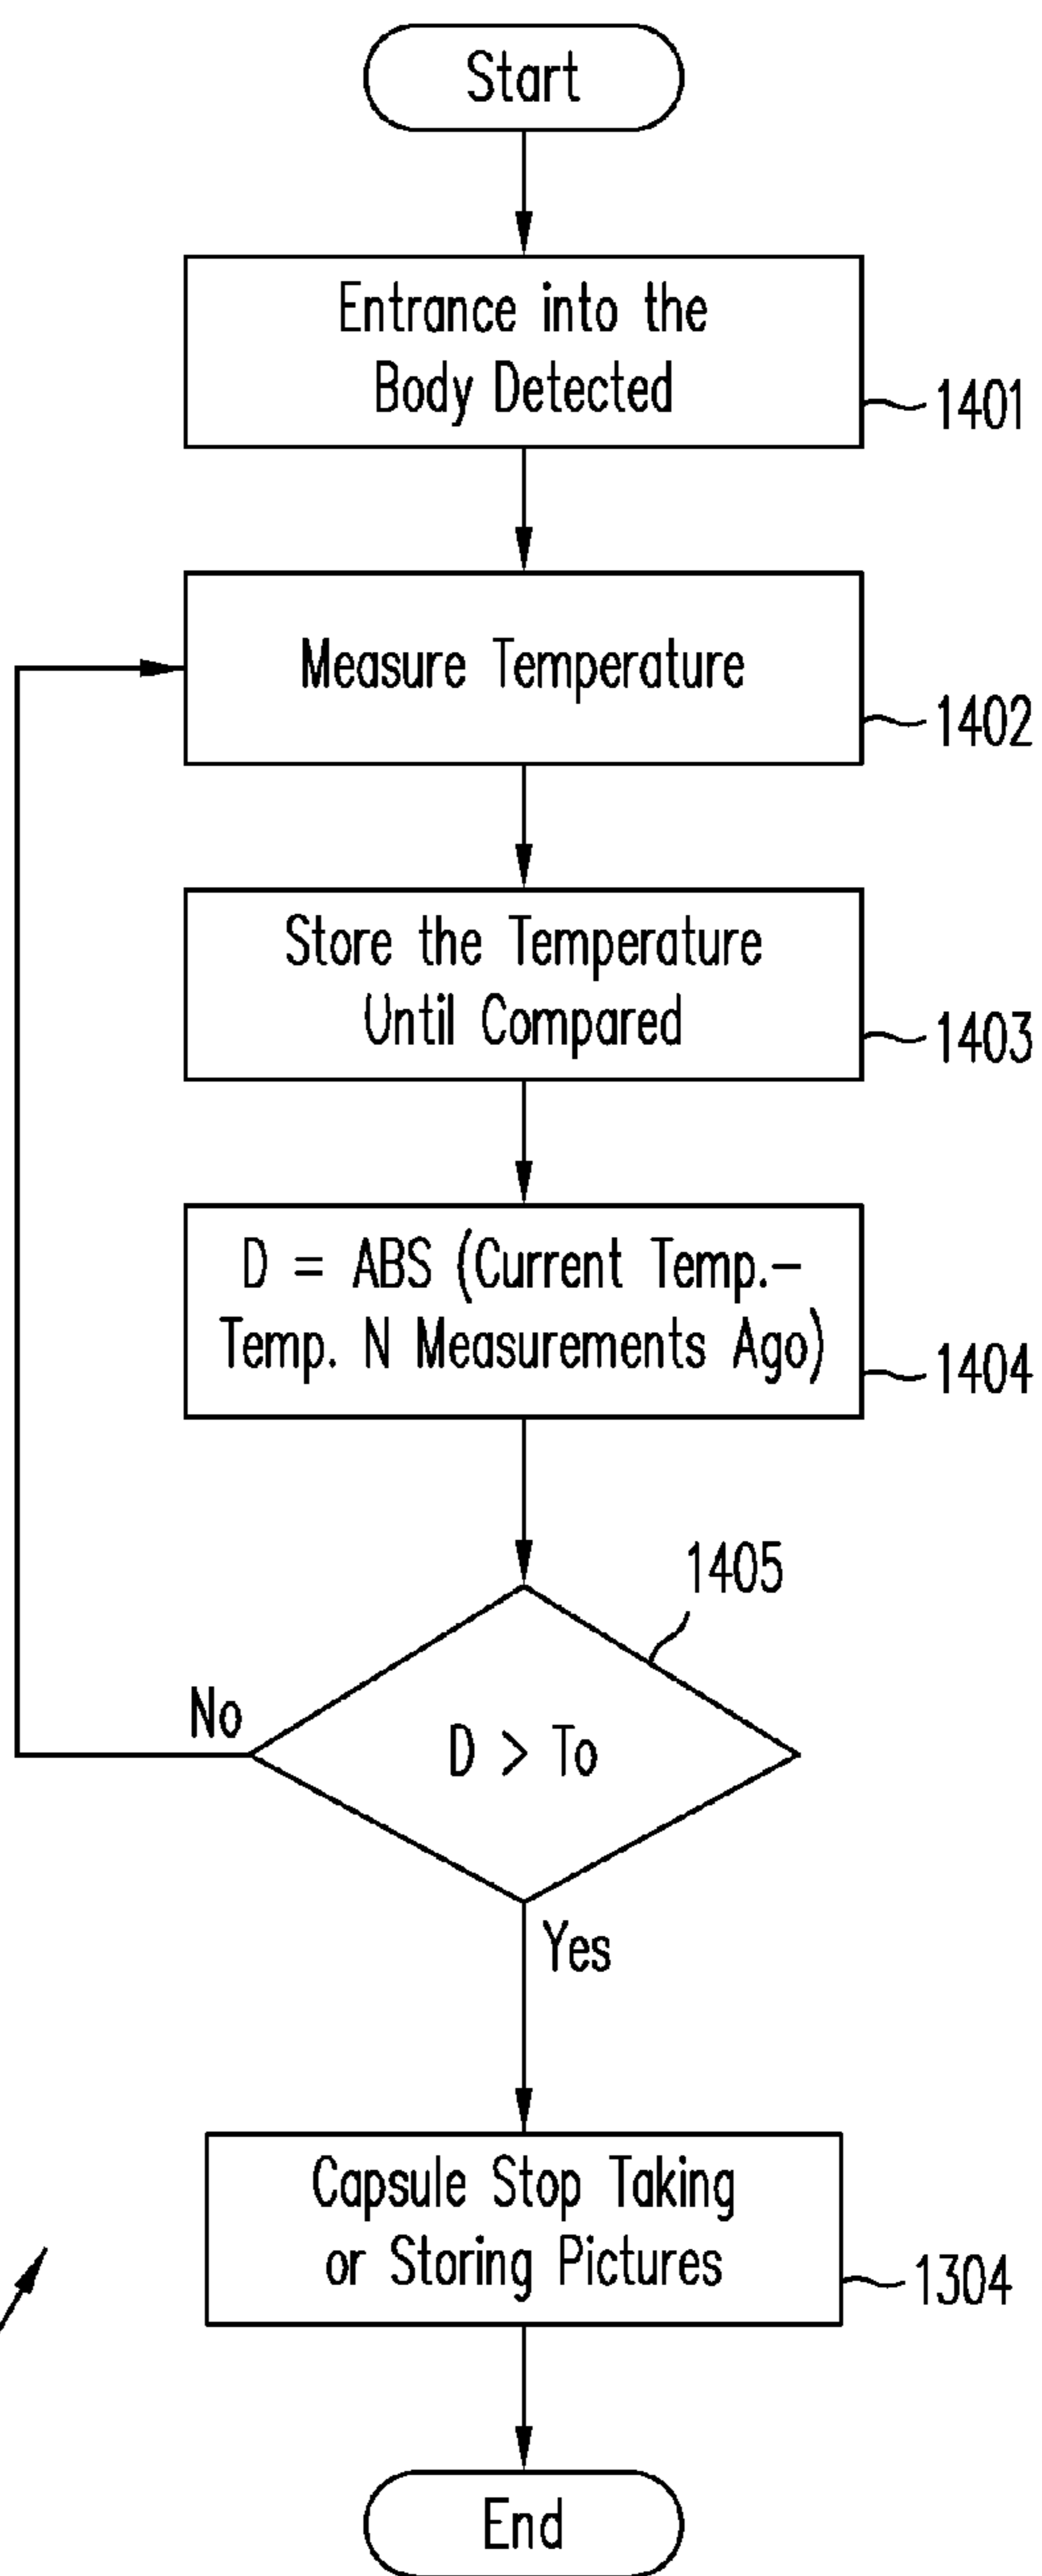 Start
Entrance into the
Body Detected
1401
Measure Temperature
1402
Store the Temperature
Until Compared
1403
D = ABS (Current Temp.-
Temp. N Measurements Ago)
1404
1405
No
D > To
Yes
Capsule Stop Taking
or Storing Pictures
1304
End